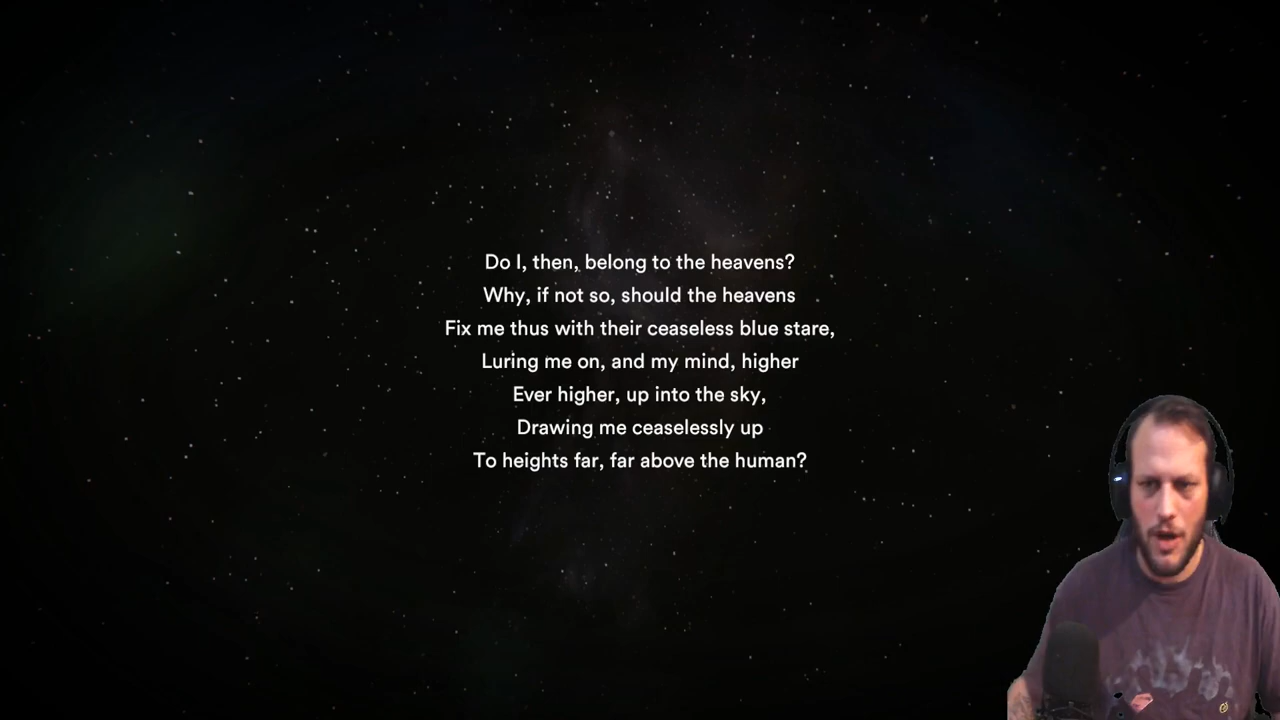 Do I, then, belong to the heavens?
Why, if not so, should the heavens
Fix me thus with their ceaseless blue stare,
Luring me on, and my mind, higher
Ever higher, up into the sky,
Drawing me ceaselessly up
To heights far, far above the human?